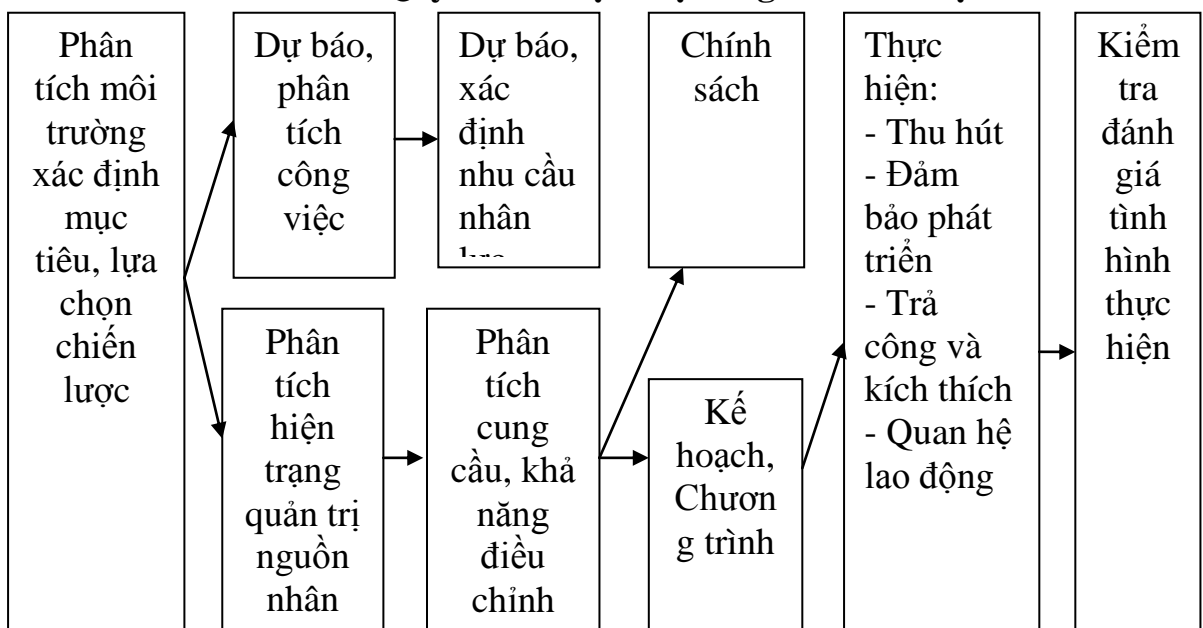 Phân
tích môi
trường
xác định
mục
tiêu, lựa
chọn
chiến
lược
Dự báo,
phân
tích
công
việc
Dự báo,
xác
định
nhu cầu
nhân
Phân
tích
hiện
trạng
quản trị
nguồn
nhân
Phân
tích
cung
cầu, khả
năng
điều
chỉnh
Chính
sách
Kế
hoạch,
Chươn
g trình
Thực
hiện:
- Thu hút
- Đảm
bảo phát
triển
- Trả
công và
kích thích
- Quan hệ
lao động
Kiểm
tra
đánh
giá
tình
hình
thực
hiện